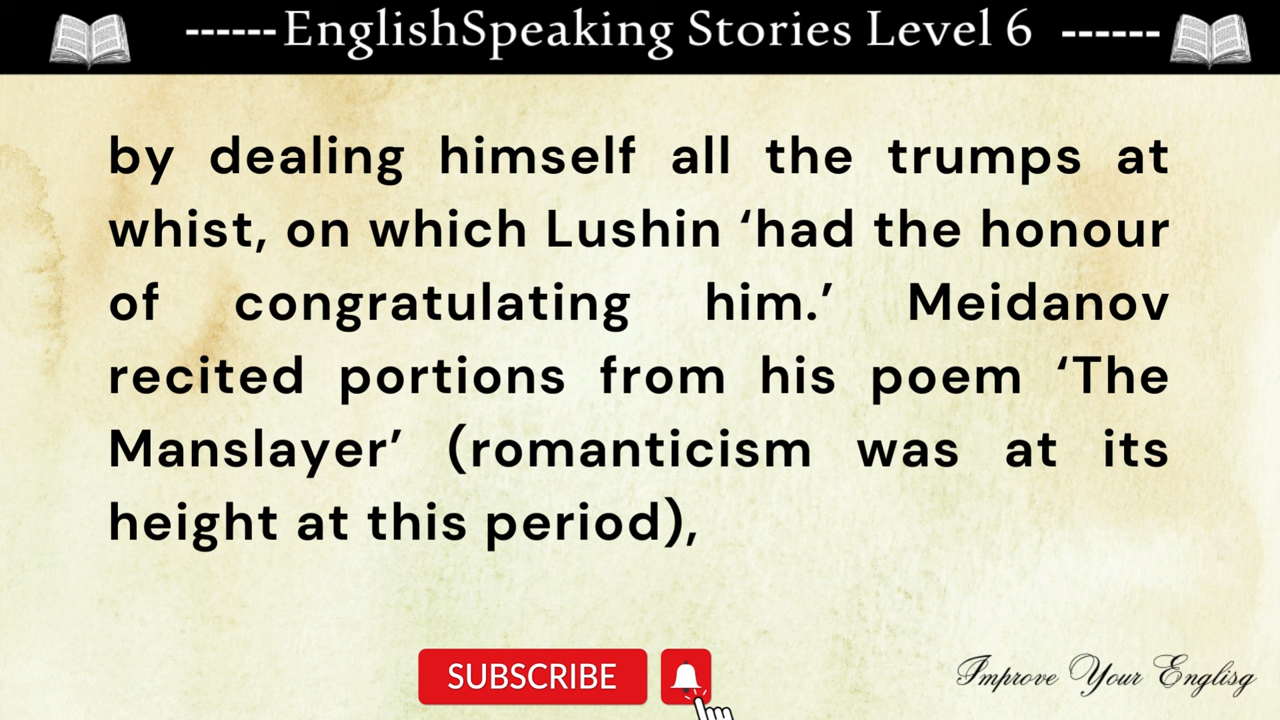 ------EnglishSpeaking Stories Level 6 ------
by dealing himself all the trumps at
whist, on which Lushin ‘had the honour
of congratulating him.’ Meidanov
recited portions from his poem ‘The
Manslayer’ (romanticism was at its
height at this period),
SUBSCRIBE
Improve Your Englisg